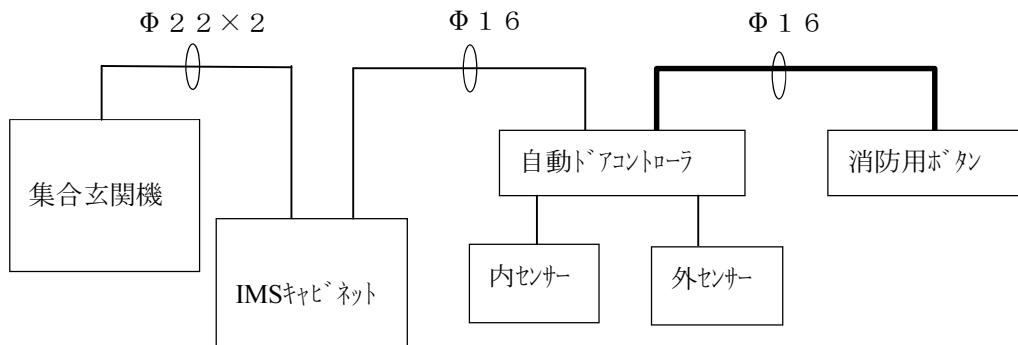 Φ２２×２
Φ１６
Φ１６
集合玄関機
IMSｷｬﾋﾞﾈｯﾄ
自動ﾄﾞｱｺﾝﾄﾛｰﾗ
消防用ﾎﾞﾀﾝ
内ｾﾝｻｰ
外ｾﾝｻｰ